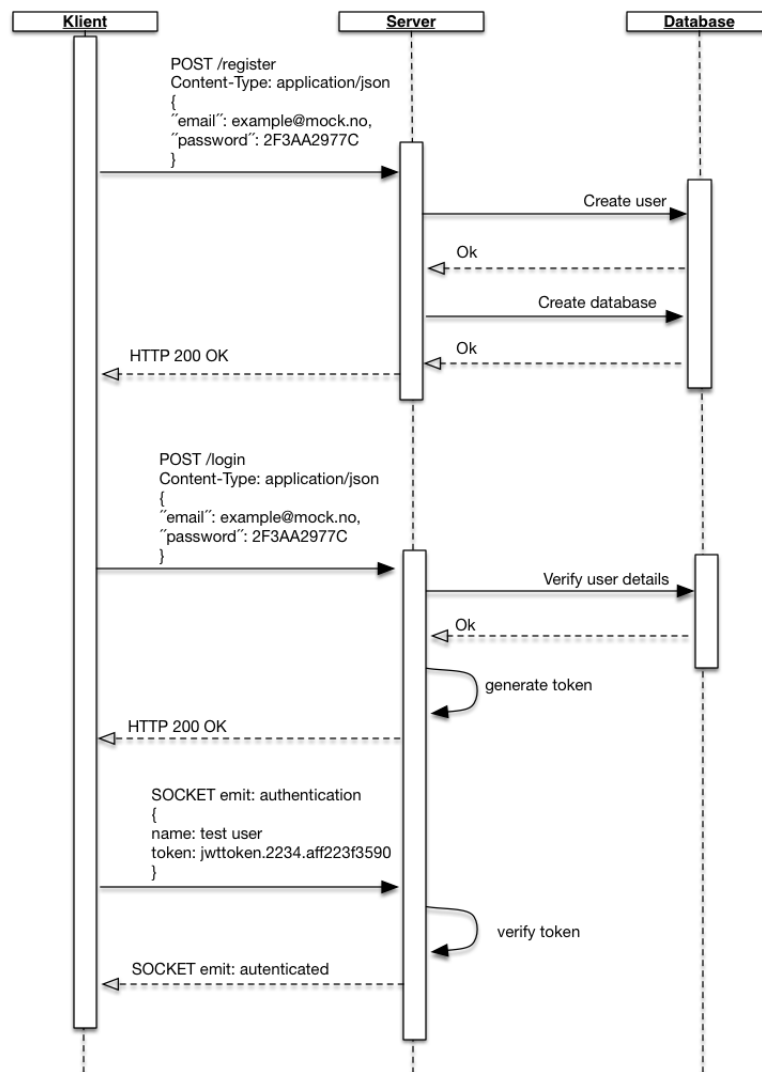 Klient
Server
Database
POST /register
Content-Type: application/json
{
˝email˝: example@mock.no,
˝password˝: 2F3AA2977C
}
Create user
Ok
Create database
Ok
HTTP 200 OK
POST /login
Content-Type: application/json
{
˝email˝: example@mock.no,
˝password˝: 2F3AA2977C
}
Verify user details
Ok
generate token
HTTP 200 OK
SOCKET emit: authentication
{
name: test user
token: jwttoken.2234.aff223f3590
}
verify token
SOCKET emit: autenticated